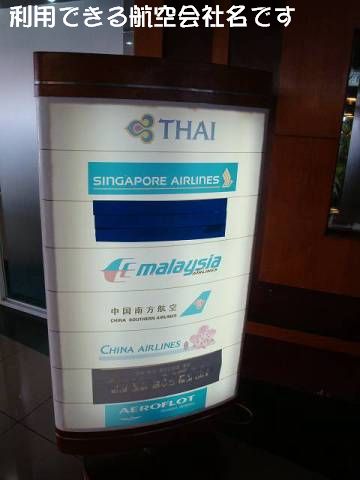 利用できる航空会社名です
THAI
SINGAPORE AIRLINES
malaysia
AIRLINES
中国南方航空
CHINA SOUTHERN AIRLINES
CHINA AIRLINES
AEROFLOT